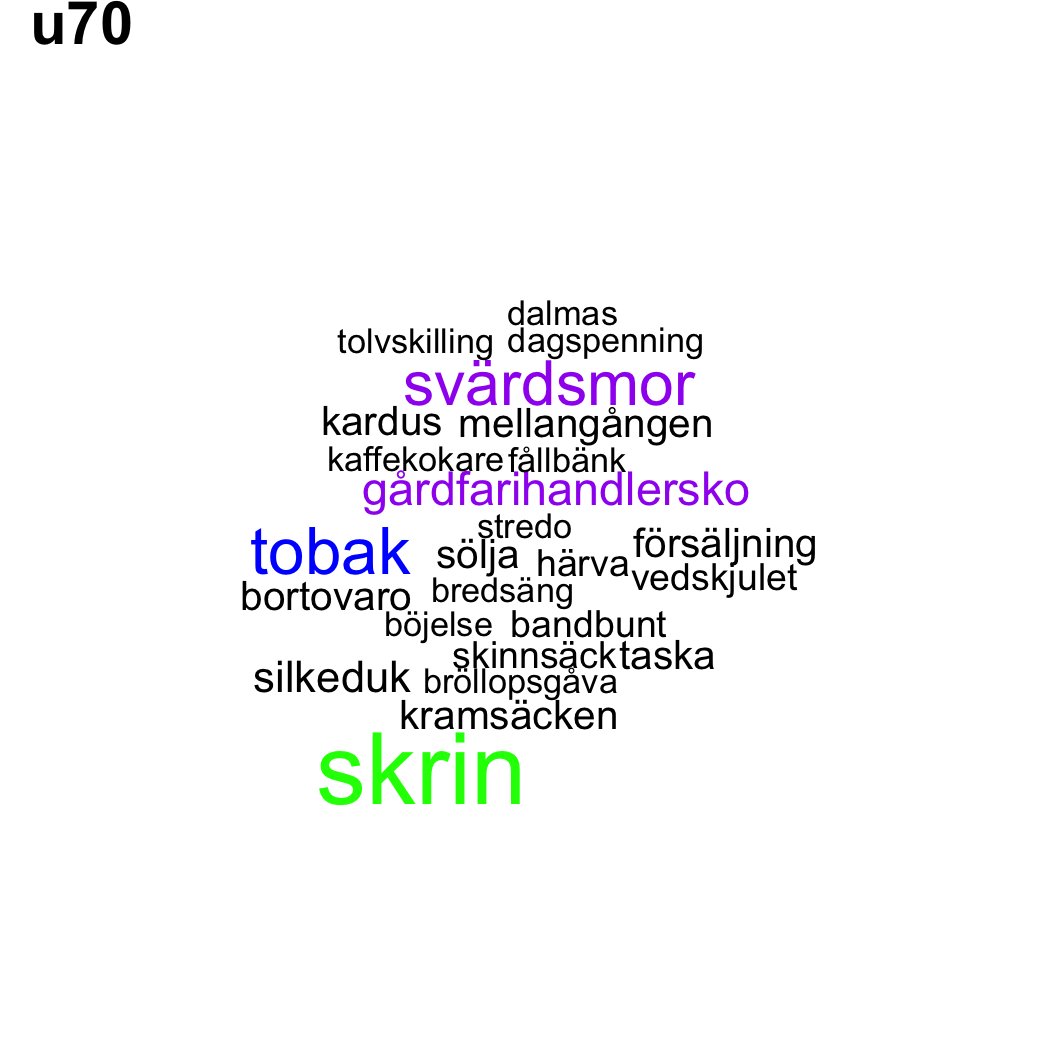 u70
dalmas
tolvskilling dagspenning
svärdsmor
kardus mellangången
kaffekokare fållbänk
gårdfarihandlersko
stredo
tobak sölja härva försäljning
vedskjulet
bortovaro bredsäng
böjelse bandbunt
skinnsäck taska
silkeduk bröllopsgåva
kramsäcken
skrin